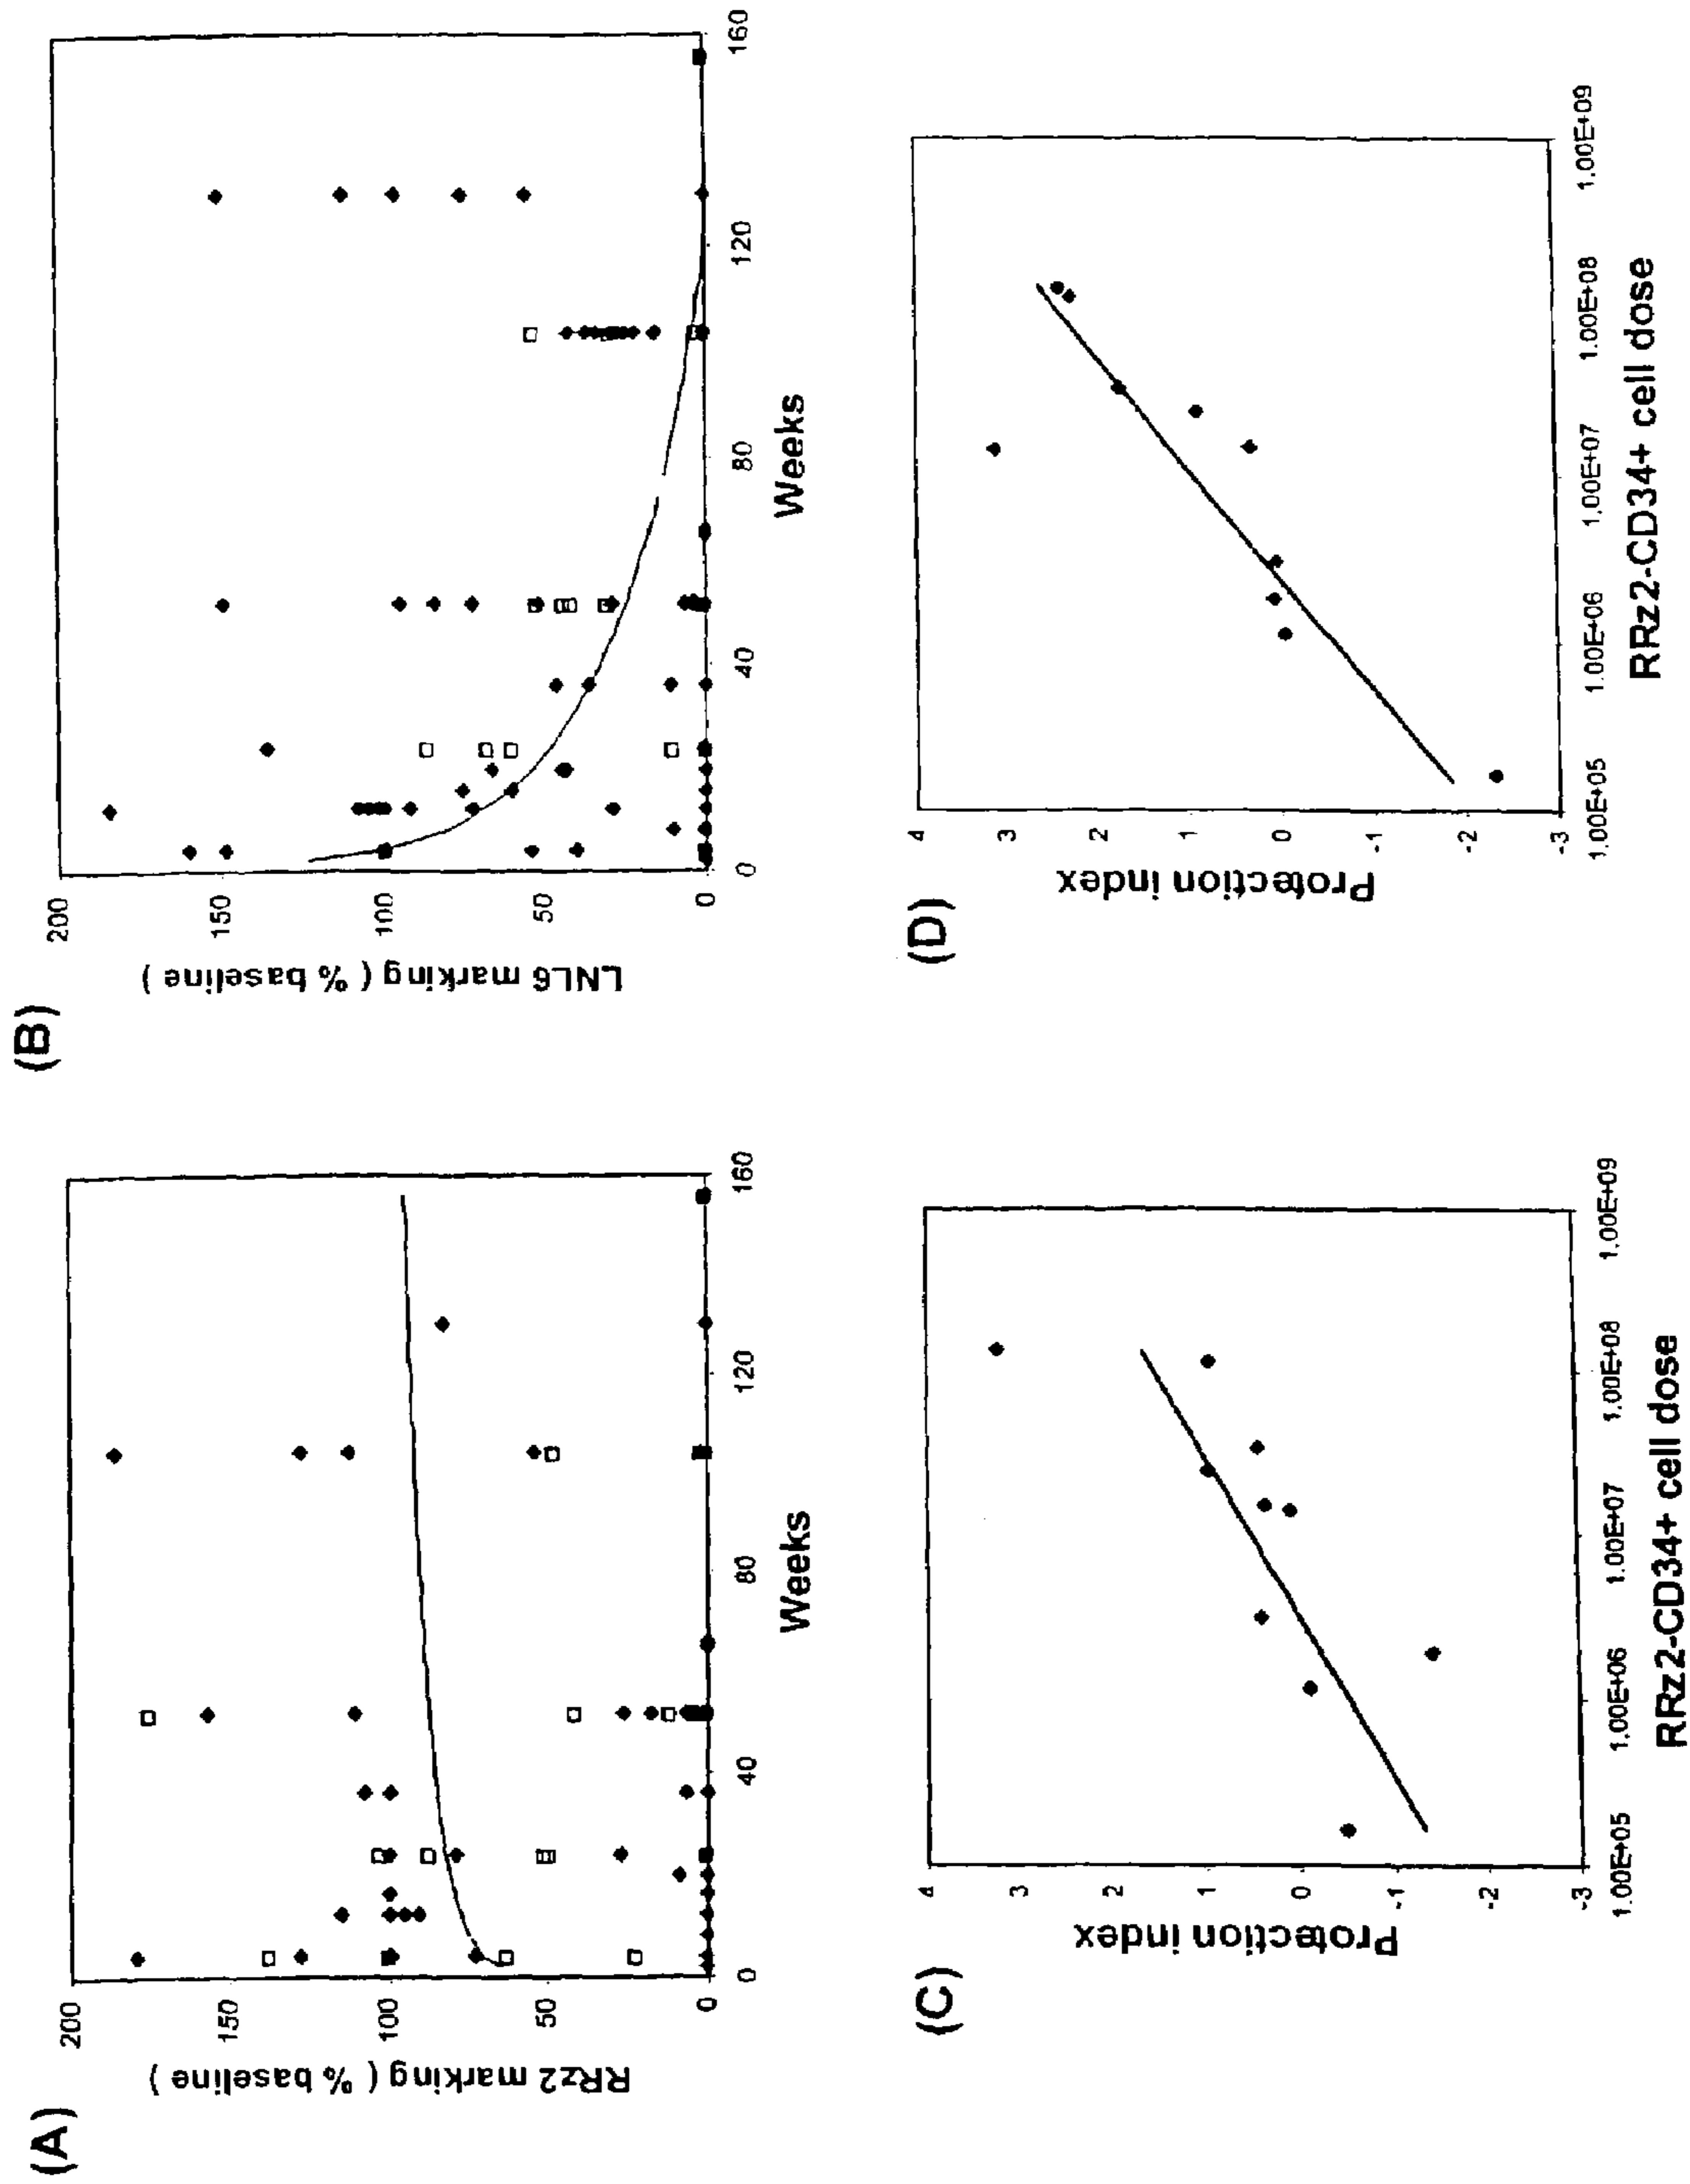 (A)
RRz2 marking ( % baseline )
200
150
100
50
0
0
40
80
120
160
Weeks
(B)
LNL6 marking ( % baseline )
200
150
100
50
0
0
40
80
120
160
Weeks
(C)
Protection index
4
3
2
1
0
-1
-2
-3
1.00E+05
1.00E+06
1.00E+07
1.00E+08
1.00E+09
RRz2-CD34+ cell dose
(D)
Protection index
4
3
2
1
0
-1
-2
-3
1.00E+05
1.00E+06
1.00E+07
1.00E+08
1.00E+09
RRz2-CD34+ cell dose